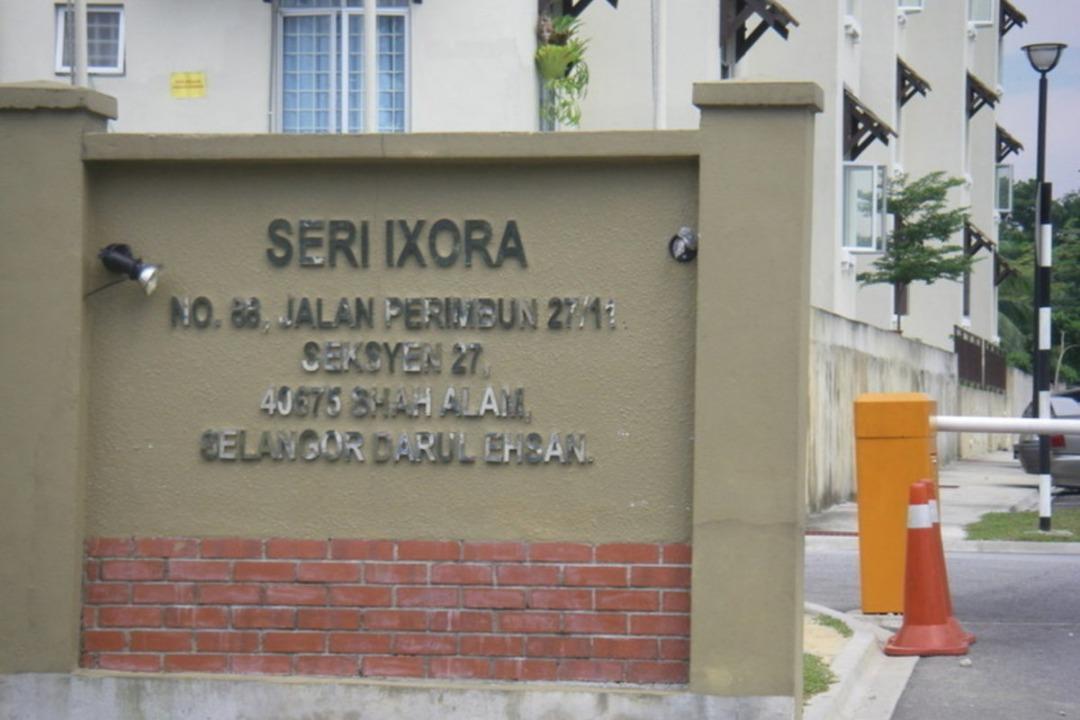 SERI IXORA
NO. 88, JALAN PERIMBUN 27/11.
SEKSYEN 27,
40675 SHAH ALAM,
SELANGOR DARUL EHSAN.